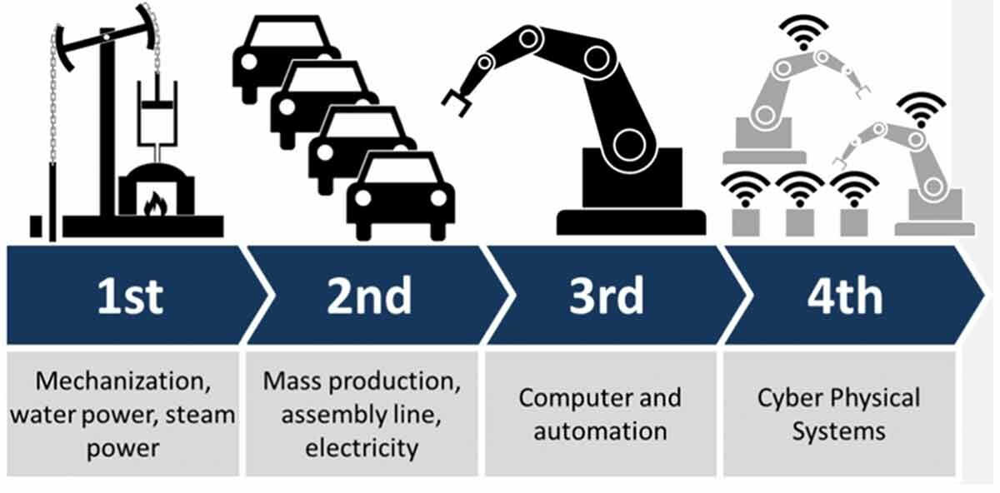 1st
2nd
3rd
4th
Mechanization,
water power, steam
power
Mass production,
assembly line,
electricity
Computer and
automation
Cyber Physical
Systems